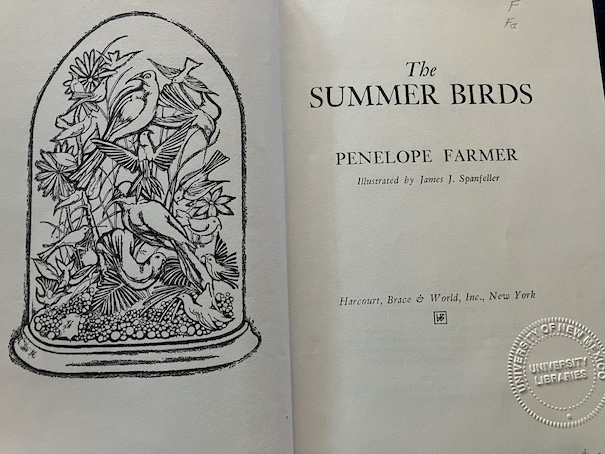 F
Fa
The
SUMMER BIRDS
PENELOPE FARMER
Illustrated by James J. Spanfeller
Harcourt, Brace & World, Inc., New York
UNIVERSITY OF NEW MEXICO
UNIVERSITY
LIBRARIES